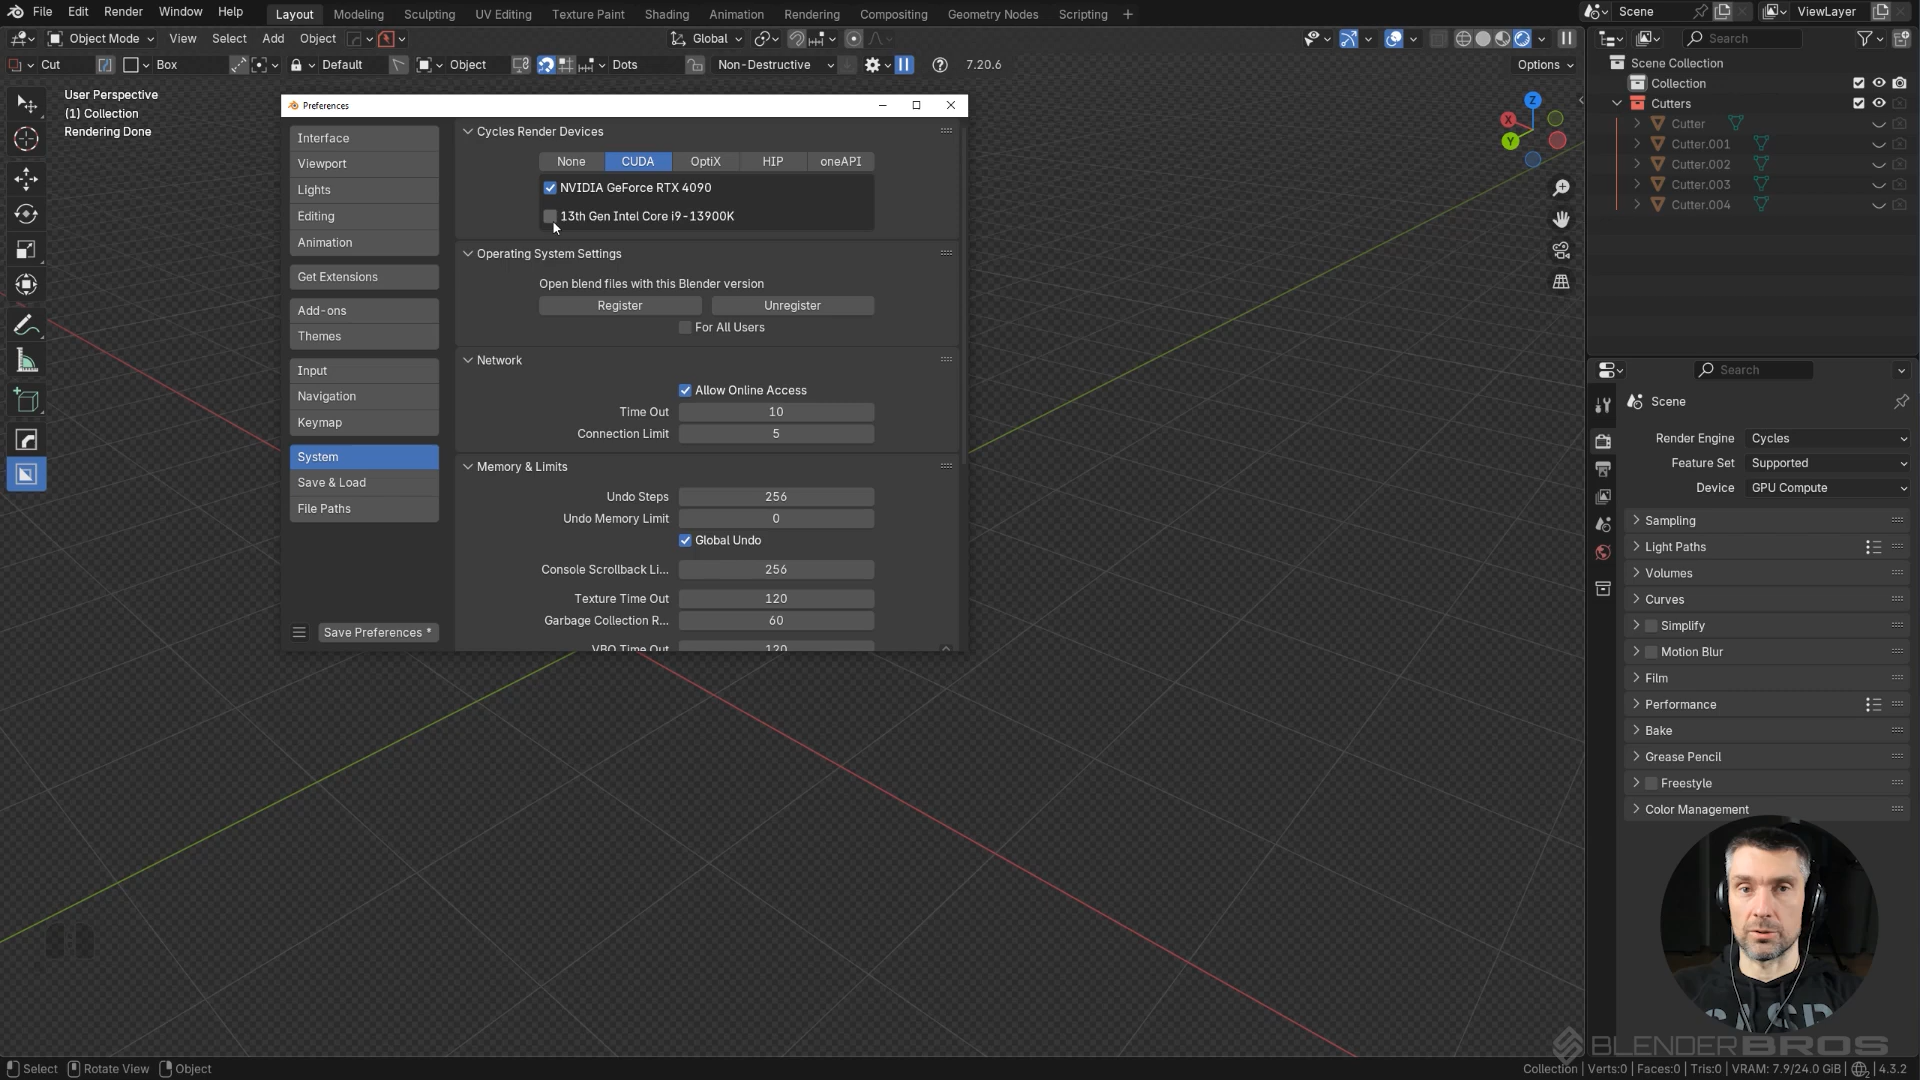 File Edit Render Window Help
Layout Modeling Sculpting UV Editing Texture Paint Shading Animation Rendering Compositing Geometry Nodes Scripting +
Scene
ViewLayer
Object Mode View Select Add Object
Global
Search
Cut Box Default Object Dots Non-Destructive 7.20.6
Options
User Perspective
(1) Collection
Rendering Done
Scene Collection
Collection
Cutters
Cutter
Cutter.001
Cutter.002
Cutter.003
Cutter.004
Z
X
Y
Preferences
Interface
Viewport
Lights
Editing
Animation
Get Extensions
Add-ons
Themes
Input
Navigation
Keymap
System
Save & Load
File Paths
Save Preferences *
Cycles Render Devices
None CUDA OptiX HIP oneAPI
NVIDIA GeForce RTX 4090
13th Gen Intel Core i9-13900K
Operating System Settings
Open blend files with this Blender version
Register Unregister
For All Users
Network
Allow Online Access
Time Out 10
Connection Limit 5
Memory & Limits
Undo Steps 256
Undo Memory Limit 0
Global Undo
Console Scrollback Li... 256
Texture Time Out 120
Garbage Collection R... 60
VBO Time Out 120
Search
Scene
Render Engine Cycles
Feature Set Supported
Device GPU Compute
Sampling
Light Paths
Volumes
Curves
Simplify
Motion Blur
Film
Performance
Bake
Grease Pencil
Freestyle
Color Management
BLENDERBROS
Select Rotate View Object
Collection | Verts:0 | Faces:0 | Tris:0 | VRAM: 7.9/24.0 GiB | 4.3.2